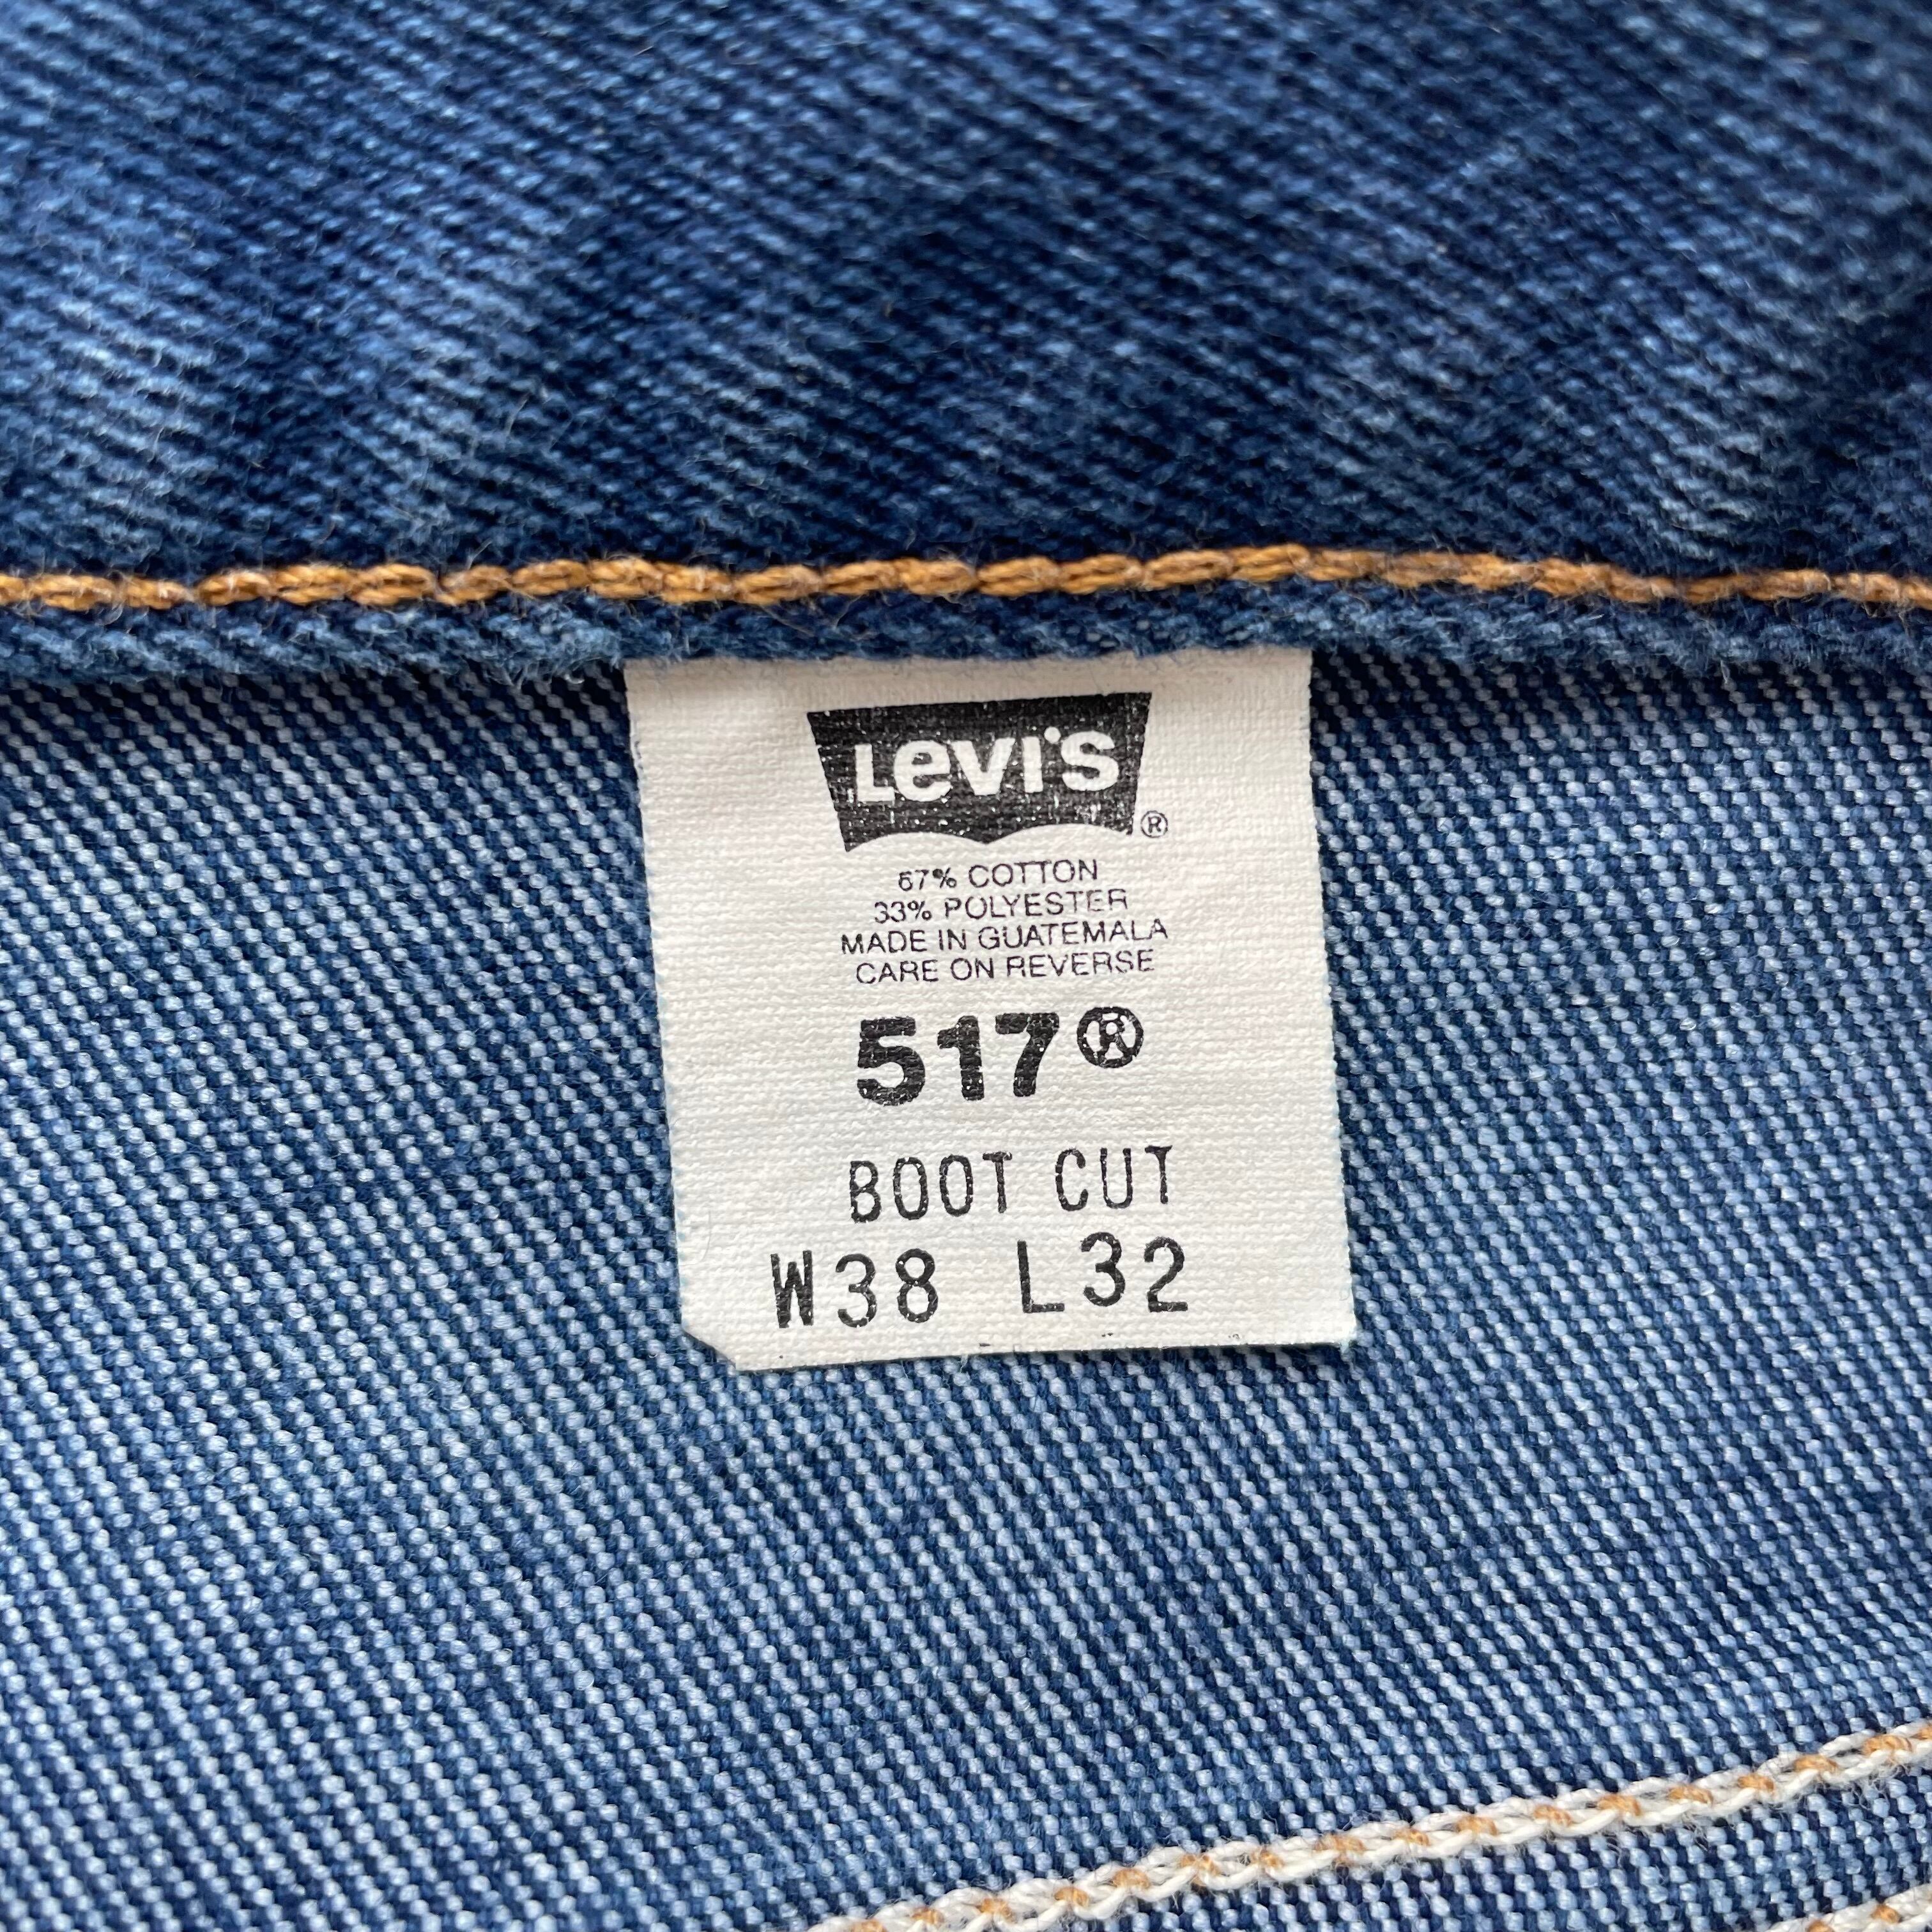 LEVI'S
®
67% COTTON
33% POLYESTER
MADE IN GUATEMALA
CARE ON REVERSE
517®
BOOT CUT
W38 L32